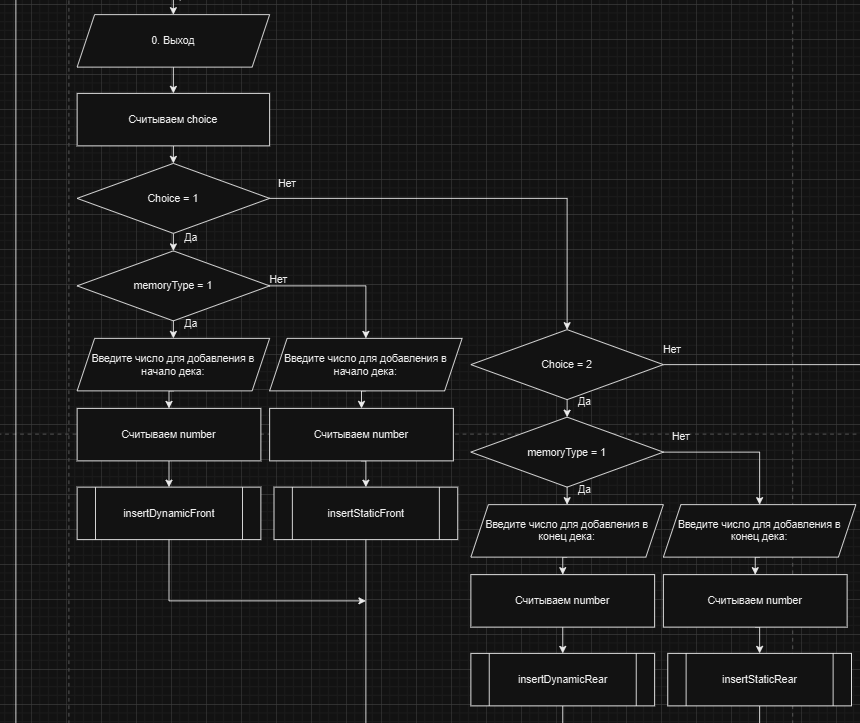 0. Выход
Считываем choice
Choice = 1
Нет
Да
memoryType = 1
Нет
Да
Введите число для добавления в
начало дека:
Введите число для добавления в
начало дека:
Считываем number
Считываем number
insertDynamicFront
insertStaticFront
Choice = 2
Нет
Да
memoryType = 1
Нет
Да
Введите число для добавления в
конец дека:
Введите число для добавления в
конец дека:
Считываем number
Считываем number
insertDynamicRear
insertStaticRear